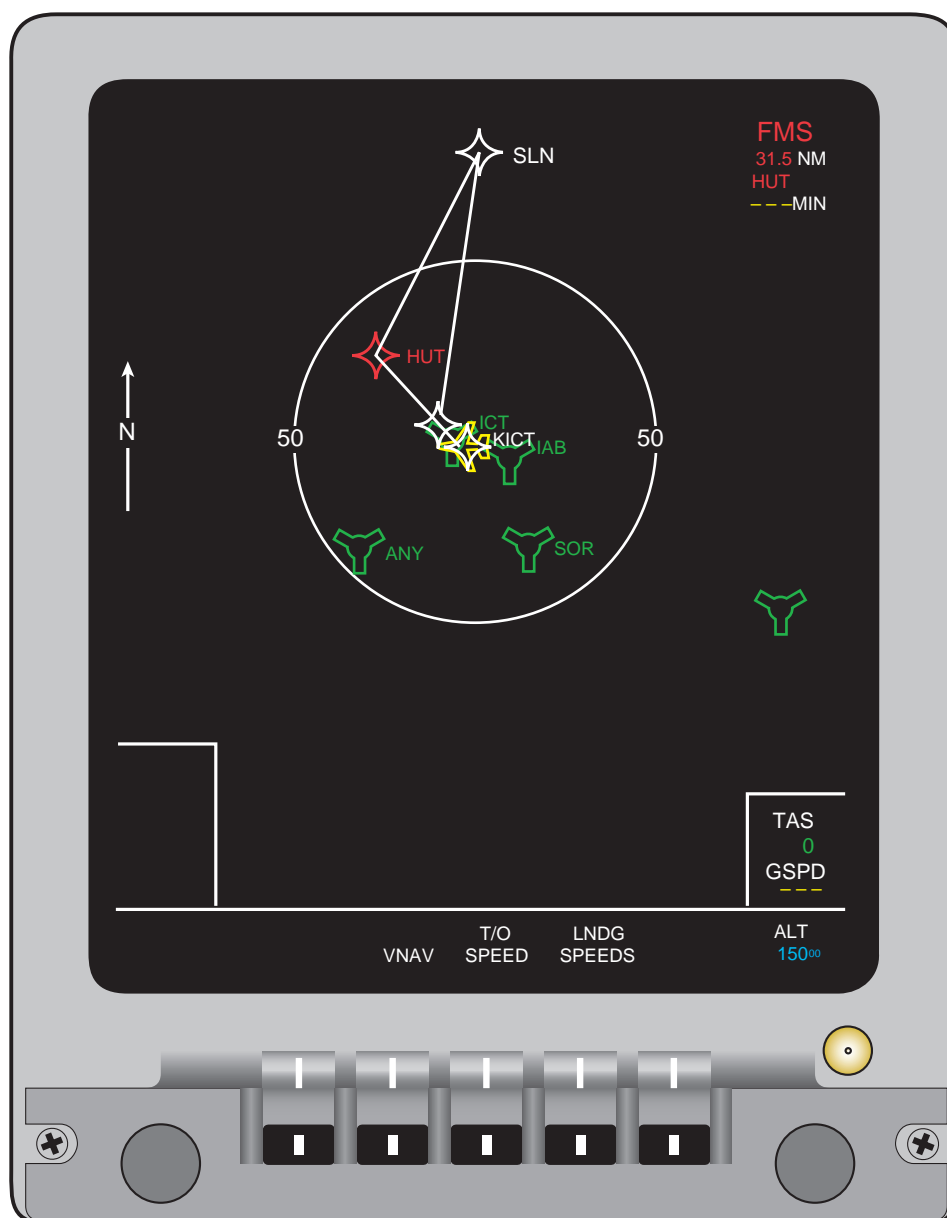 SLN
FMS
31.5 NM
HUT
– – –MIN
HUT
N
50
50
ICT
KICT
IAB
ANY
SOR
TAS
0
GSPD
– – –
VNAV
T/O
SPEED
LNDG
SPEEDS
ALT
15000